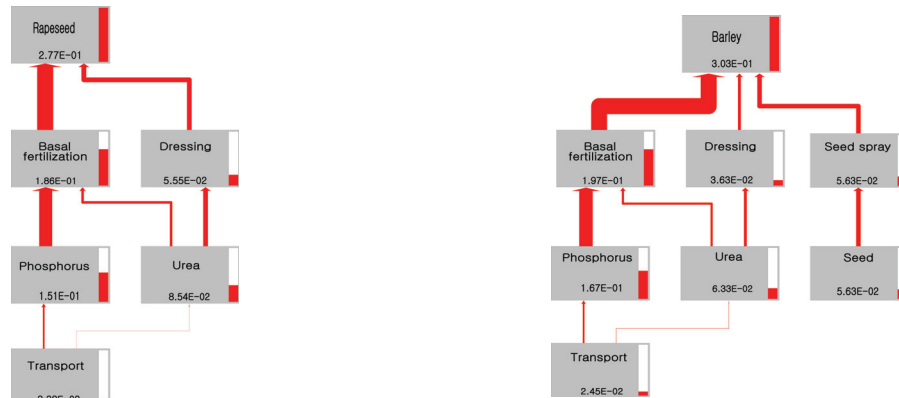 Rapeseed
2.77E-01
Basal
fertilization
1.86E-01
Dressing
5.55E-02
Phosphorus
1.51E-01
Urea
8.54E-02
Transport
Barley
3.03E-01
Basal
fertilization
1.97E-01
Dressing
3.63E-02
Seed spray
5.63E-02
Phosphorus
1.67E-01
Urea
6.33E-02
Seed
5.63E-02
Transport
2.45E-02